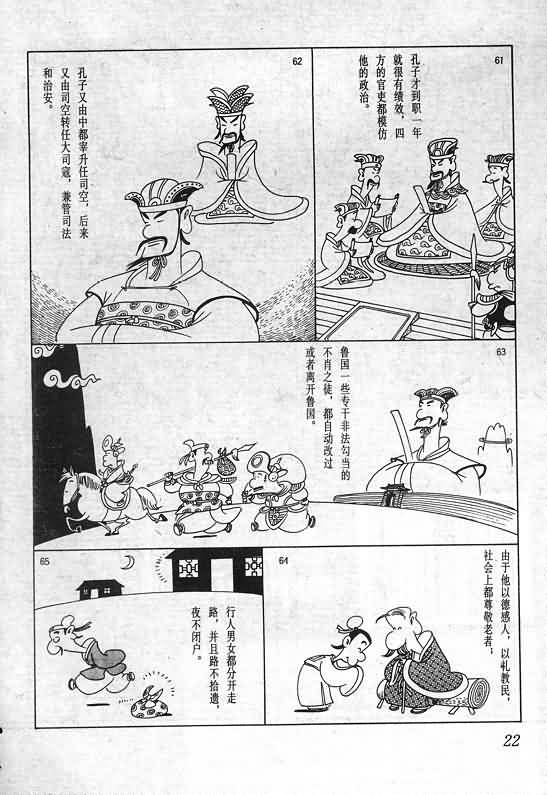 61
孔子才到职一年
就很有绩效，四
方的官吏都模仿
他的政治。
62
孔子又由中都宰升任司空，后来
又由司空转任大司寇，兼管司法
和治安。
63
鲁国一些专干非法勾当的
不肖之徒，都自动改过
或者离开鲁国。
64
由于他以德感人，以礼教民，
社会上都尊敬老者；
65
行人男女都分开走
路，并且路不拾遗，
夜不闭户。
22